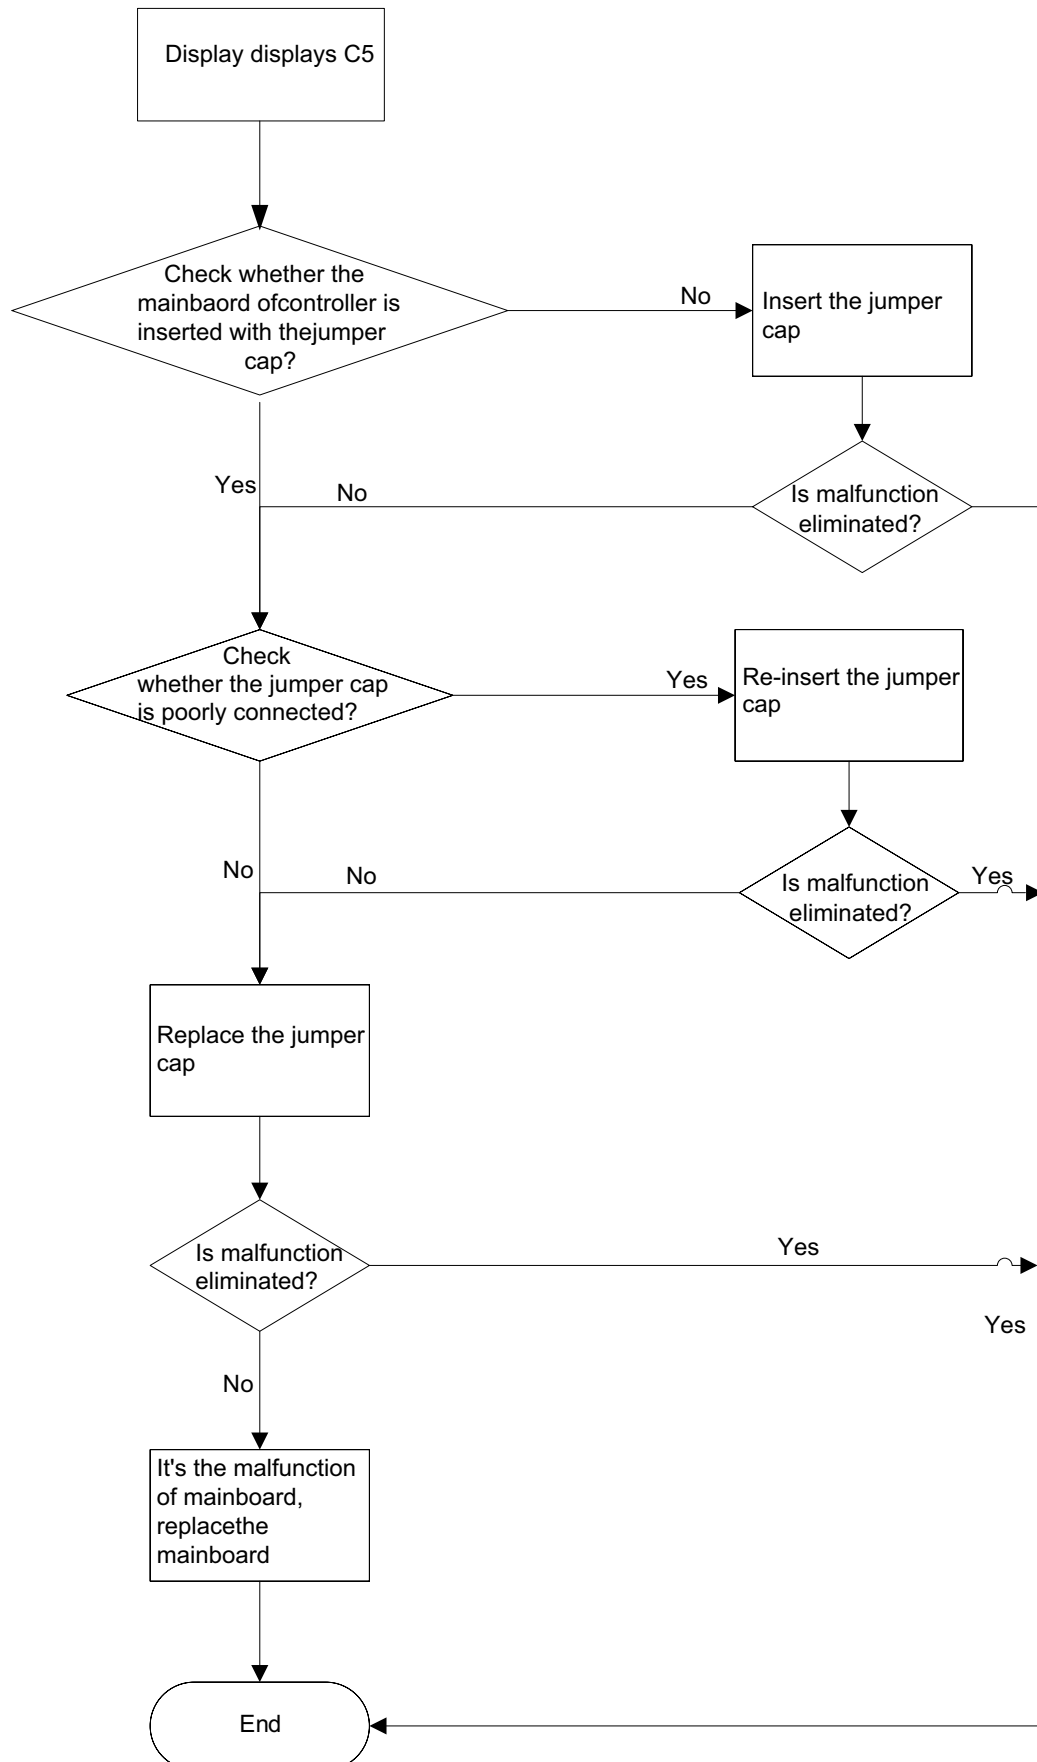 Display displays C5
Check whether the
mainbaord ofcontroller is
inserted with thejumper
cap?
No
Insert the jumper
cap
Yes
No
Is malfunction
eliminated?
Check
whether the jumper cap
is poorly connected?
Yes
Re-insert the jumper
cap
No
No
Is malfunction
eliminated?
Yes
Replace the jumper
cap
Is malfunction
eliminated?
Yes
Yes
No
It's the malfunction
of mainboard,
replacethe
mainboard
End